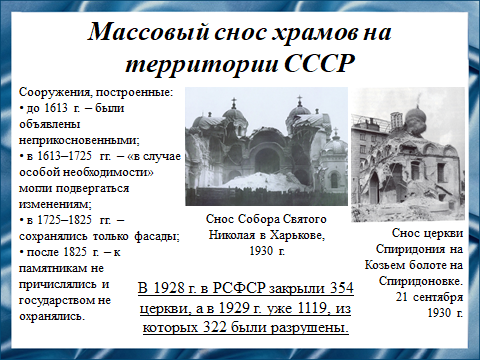 Массовый снос храмов на
территории СССР
Сооружения, построенные:
• до 1613 г. – были
объявлены
неприкосновенными;
• в 1613–1725 гг. – «в случае
особой необходимости»
могли подвергаться
изменениям;
• в 1725–1825 гг. –
сохранялись только фасады;
• после 1825 г. – к
памятникам не
причислялись и
государством не
охранялись.
Снос Собора Святого
Николая в Харькове,
1930 г.
Снос церкви
Спиридония на
Козьем болоте на
Спиридоновке.
21 сентября
1930 г.
В 1928 г. в РСФСР закрыли 354
церкви, а в 1929 г. уже 1119, из
которых 322 были разрушены.